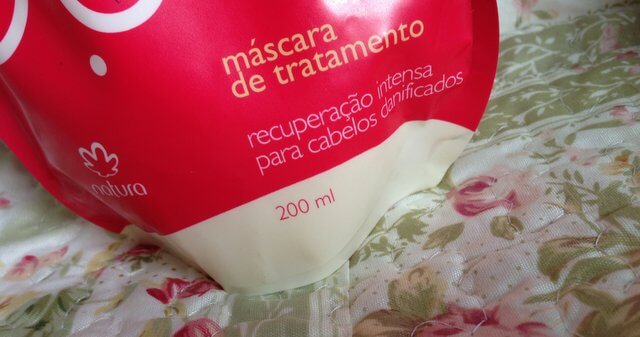 máscara
de tratamento
recuperação intensa
para cabelos danificados
natura
200 ml